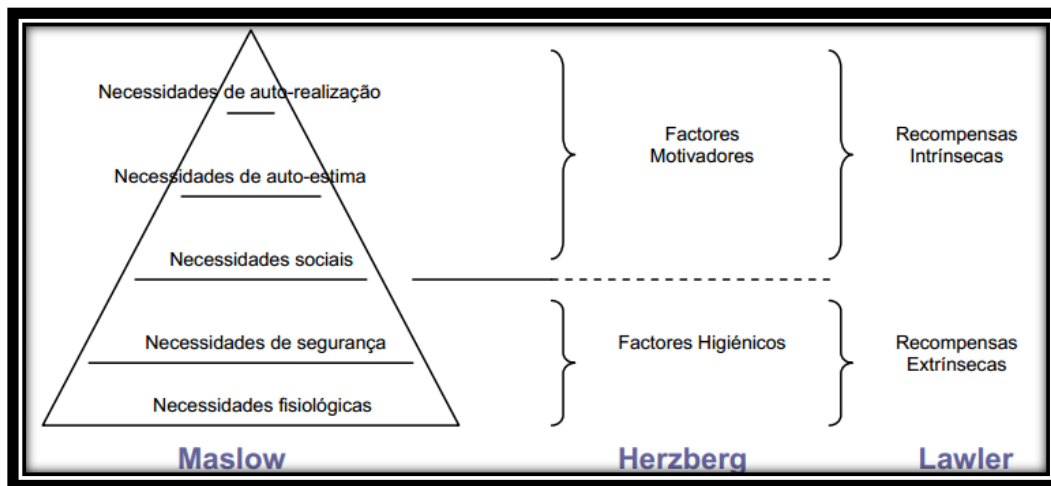 Necessidades de auto-realização
Necessidades de auto-estima
Necessidades sociais
Necessidades de segurança
Necessidades fisiológicas
Maslow
Factores
Motivadores
Factores Higiénicos
Herzberg
Recompensas
Intrínsecas
Recompensas
Extrínsecas
Lawler